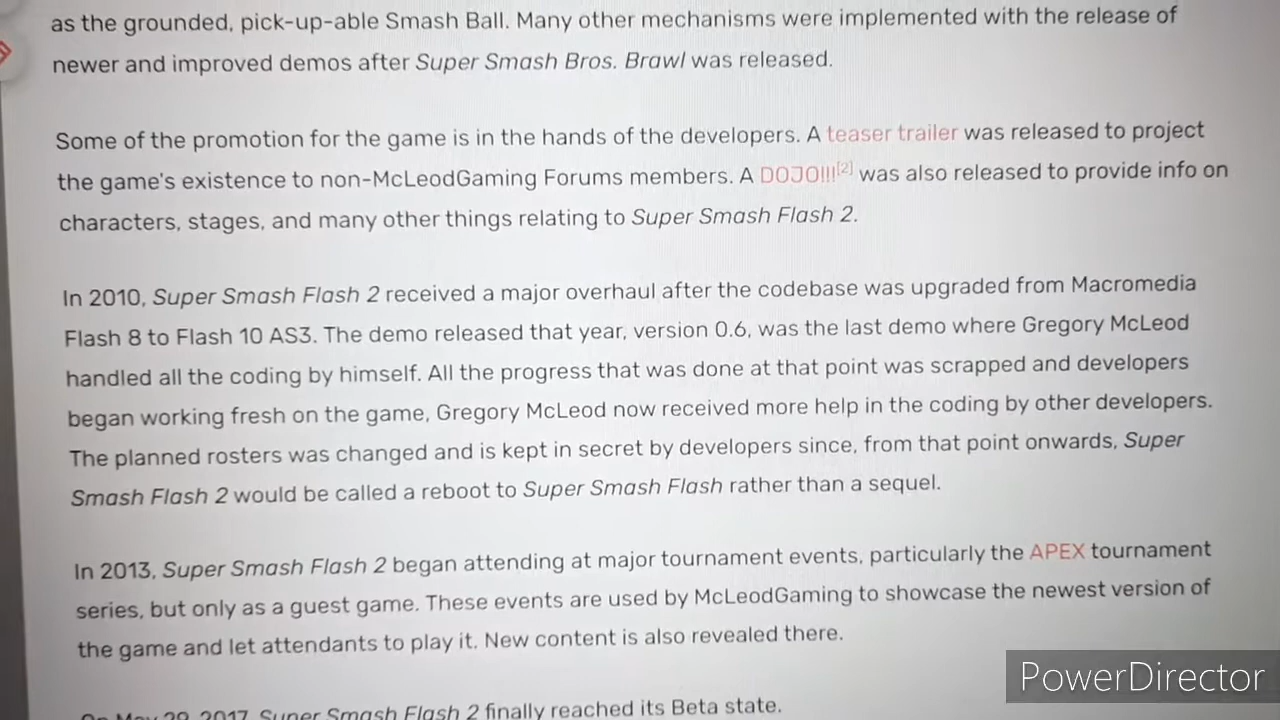 as the grounded, pick-up-able Smash Ball. Many other mechanisms were implemented with the release of
newer and improved demos after Super Smash Bros. Brawl was released.
Some of the promotion for the game is in the hands of the developers. A teaser trailer was released to project
the game's existence to non-McLeodGaming Forums members. A DOJO!!![2] was also released to provide info on
characters, stages, and many other things relating to Super Smash Flash 2.
In 2010, Super Smash Flash 2 received a major overhaul after the codebase was upgraded from Macromedia
Flash 8 to Flash 10 AS3. The demo released that year, version 0.6, was the last demo where Gregory McLeod
handled all the coding by himself. All the progress that was done at that point was scrapped and developers
began working fresh on the game, Gregory McLeod now received more help in the coding by other developers.
The planned rosters was changed and is kept in secret by developers since, from that point onwards, Super
Smash Flash 2 would be called a reboot to Super Smash Flash rather than a sequel.
In 2013, Super Smash Flash 2 began attending at major tournament events, particularly the APEX tournament
series, but only as a guest game. These events are used by McLeodGaming to showcase the newest version of
the game and let attendants to play it. New content is also revealed there.
On May 29, 2017, Super Smash Flash 2 finally reached its Beta state.
PowerDirector